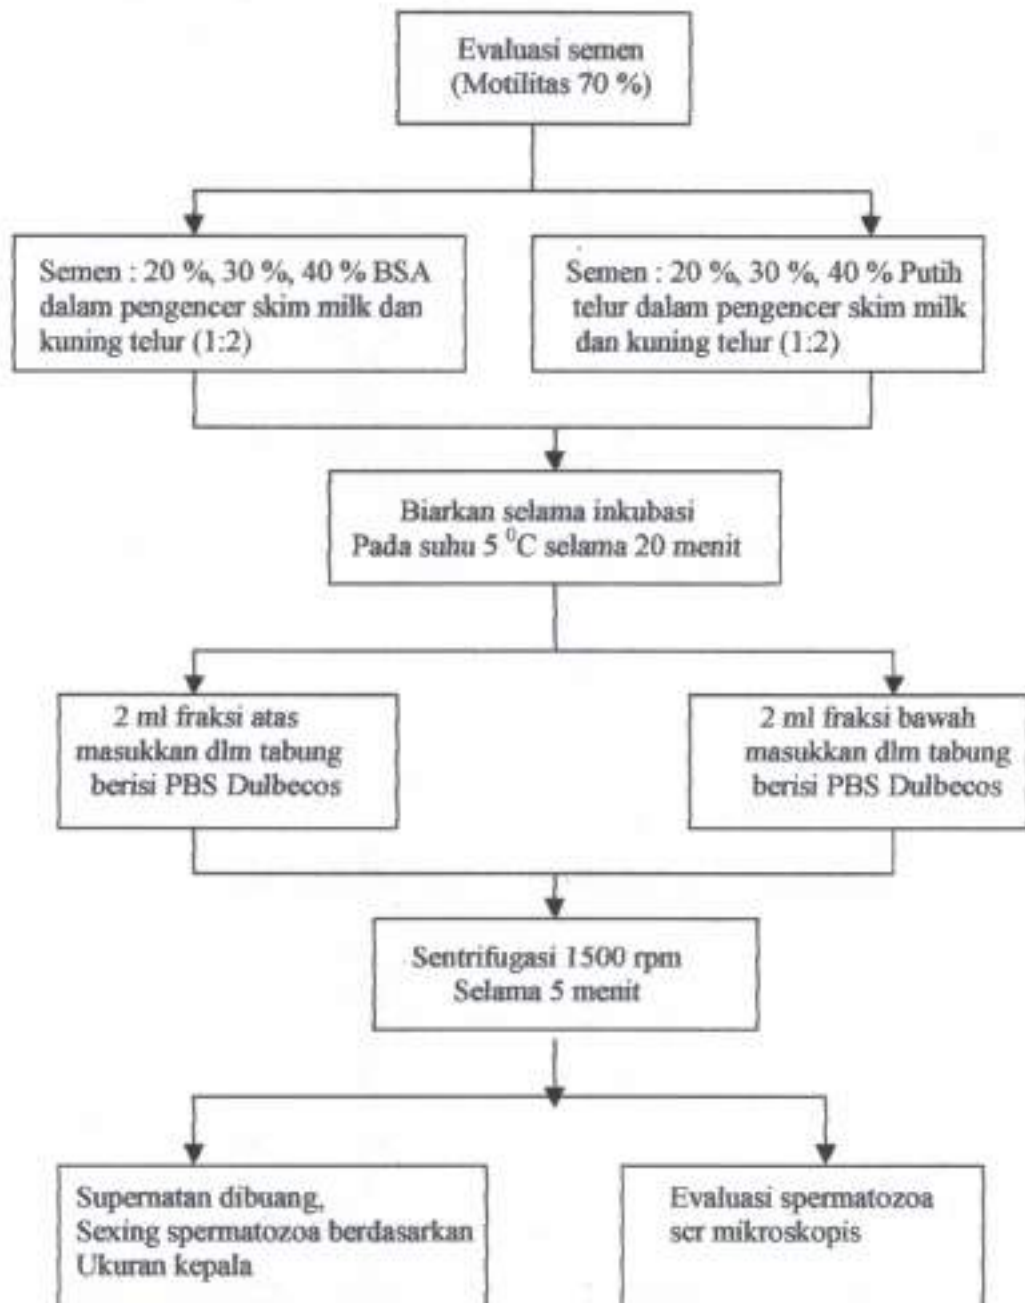 Evaluasi semen
(Motilitas 70 %)
Semen : 20 %, 30 %, 40 % BSA
dalam pengencer skim milk dan
kuning telur (1:2)
Semen : 20 %, 30 %, 40 % Putih
telur dalam pengencer skim milk
dan kuning telur (1:2)
Biarkan selama inkubasi
Pada suhu 5 ⁰C selama 20 menit
2 ml fraksi atas
masukkan dlm tabung
berisi PBS Dulbecos
2 ml fraksi bawah
masukkan dlm tabung
berisi PBS Dulbecos
Sentrifugasi 1500 rpm
Selama 5 menit
Supernatan dibuang,
Sexing spermatozoa berdasarkan
Ukuran kepala
Evaluasi spermatozoa
scr mikroskopis